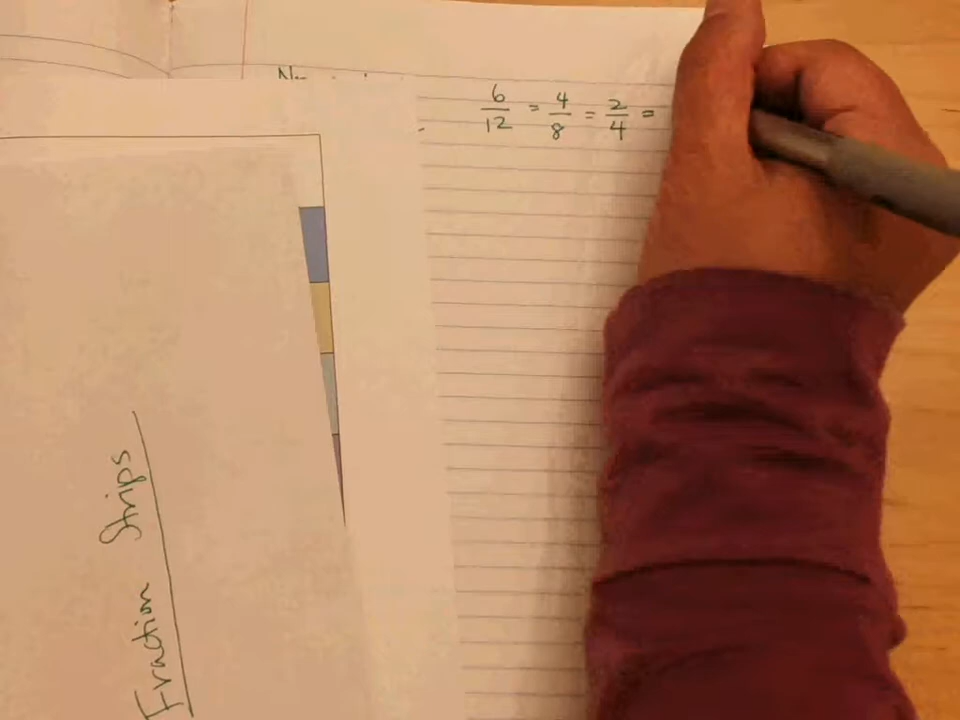 6/12 = 4/8 = 2/4 =
Fraction Strips